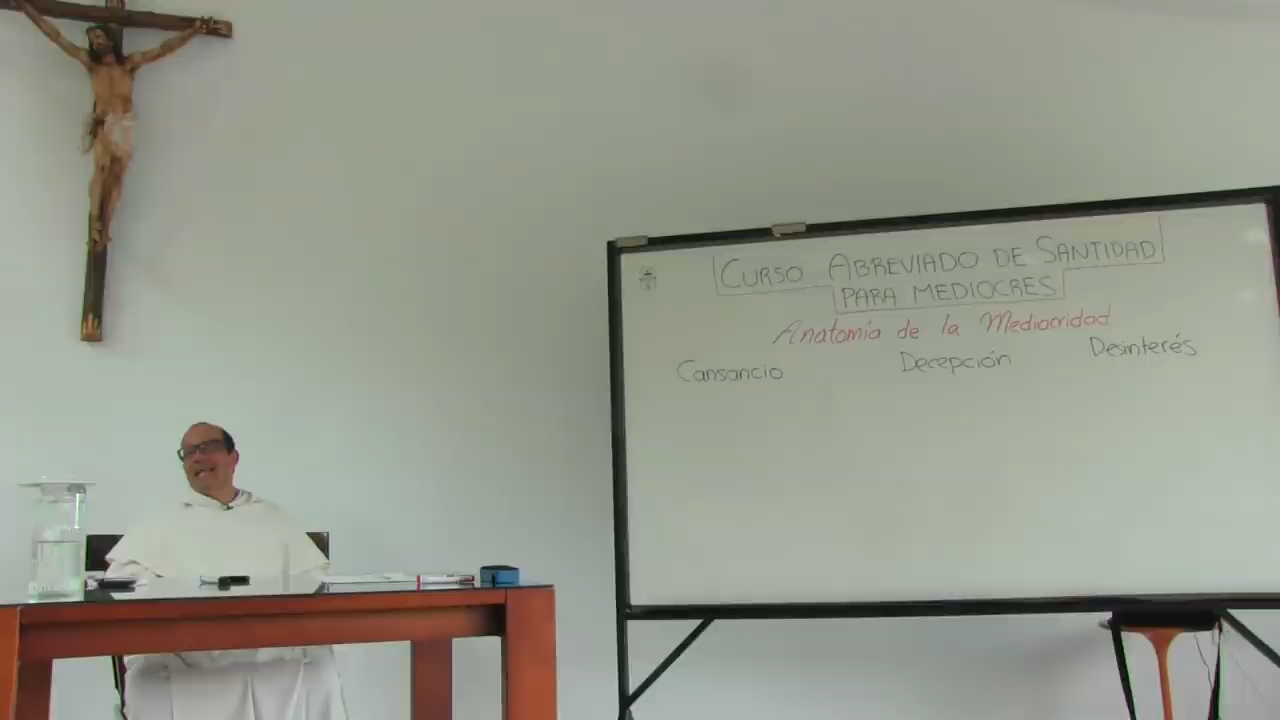 CURSO ABREVIADO DE SANTIDAD
PARA MEDIOCRES
Anatomía de la Mediocridad
Cansancio Decepción Desinterés